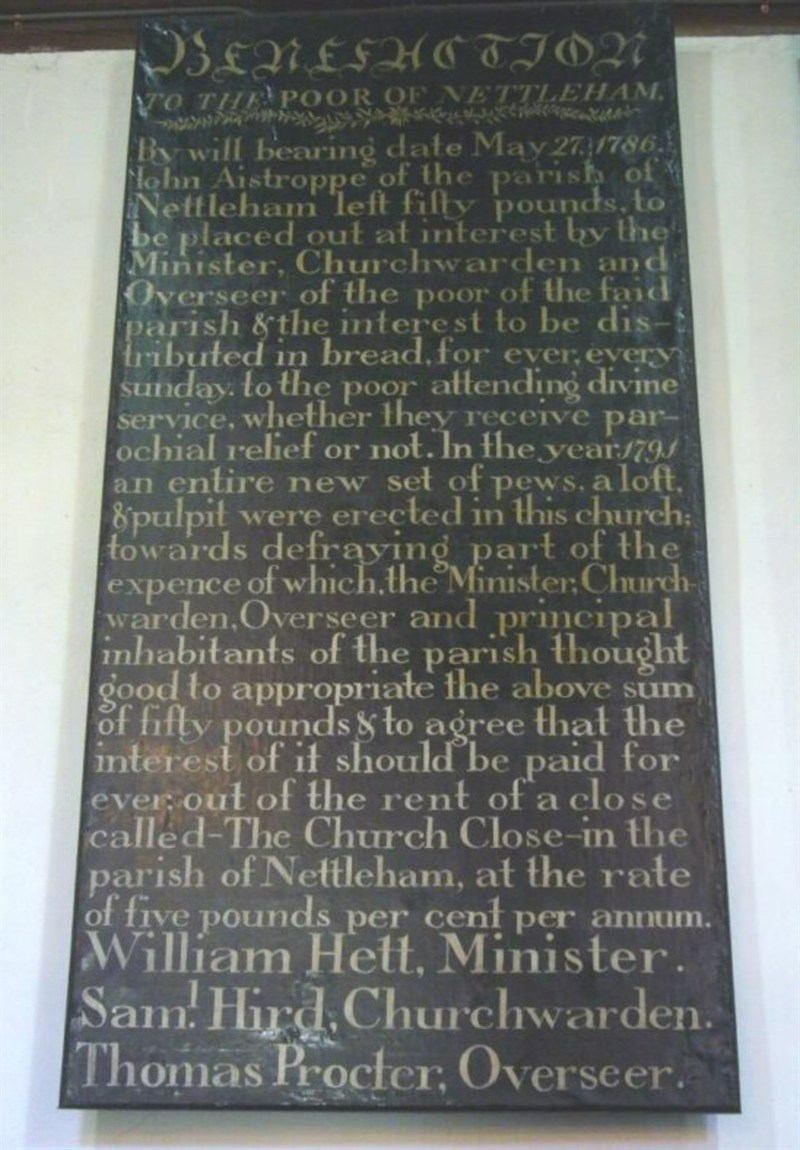 BENEFACTION
TO THE POOR OF NETTLEHAM.
By will bearing date May 27, 1786.
John Aistroppe of the parish of
Nettleham left fifty pounds, to
be placed out at interest by the
Minister, Churchwarden and
Overseer of the poor of the ſaid
parish & the interest to be dis-
tributed in bread, for ever, every
sunday. to the poor attending divine
service, whether they receive par-
ochial relief or not. In the year 1791
an entire new set of pews, a loft,
& pulpit were erected in this church;
towards defraying part of the
expence of which, the Minister, Church-
warden, Overseer and principal
inhabitants of the parish thought
good to appropriate the above sum
of fifty pounds & to agree that the
interest of it should be paid for
ever; out of the rent of a close
called-The Church Close-in the
parish of Nettleham, at the rate
of five pounds per cent per annum.
William Hett, Minister.
Sam.l Hird, Churchwarden.
Thomas Procter, Overseer.